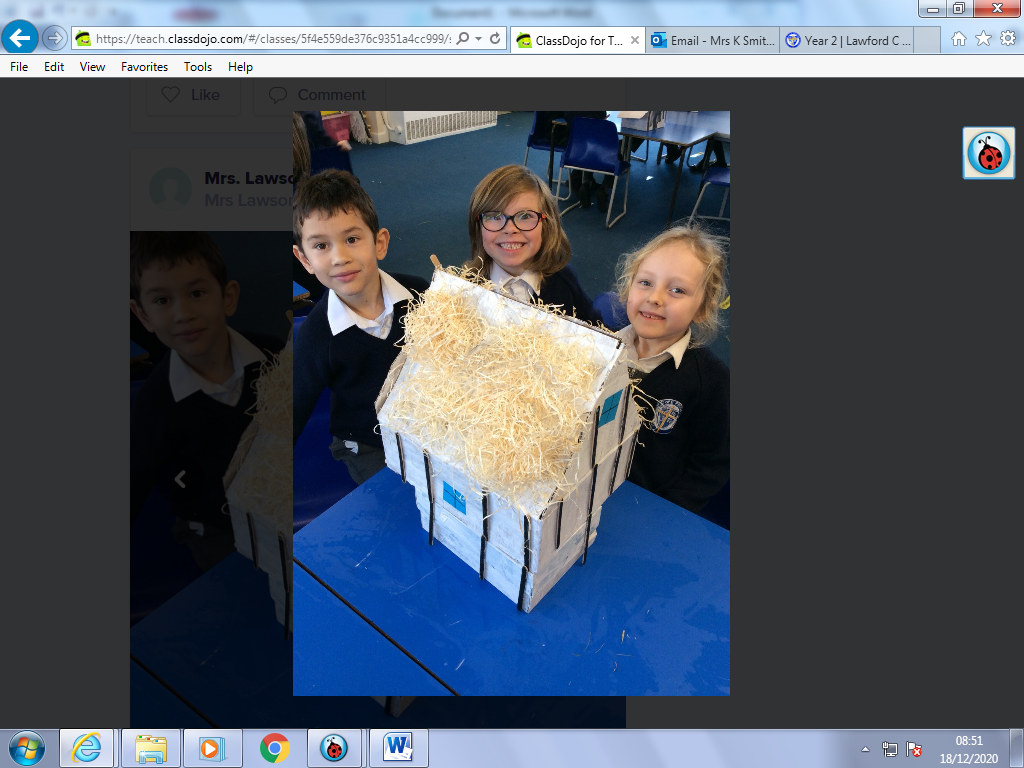 https://teach.classdojo.com/#/classes/5f4e559de376c9351a4cc999/s
ClassDojo for T...
Email - Mrs K Smit...
Year 2 | Lawford C ...
File Edit View Favorites Tools Help
Like Comment
Mrs. Lawso
Mrs Lawson
08:51
18/12/2020